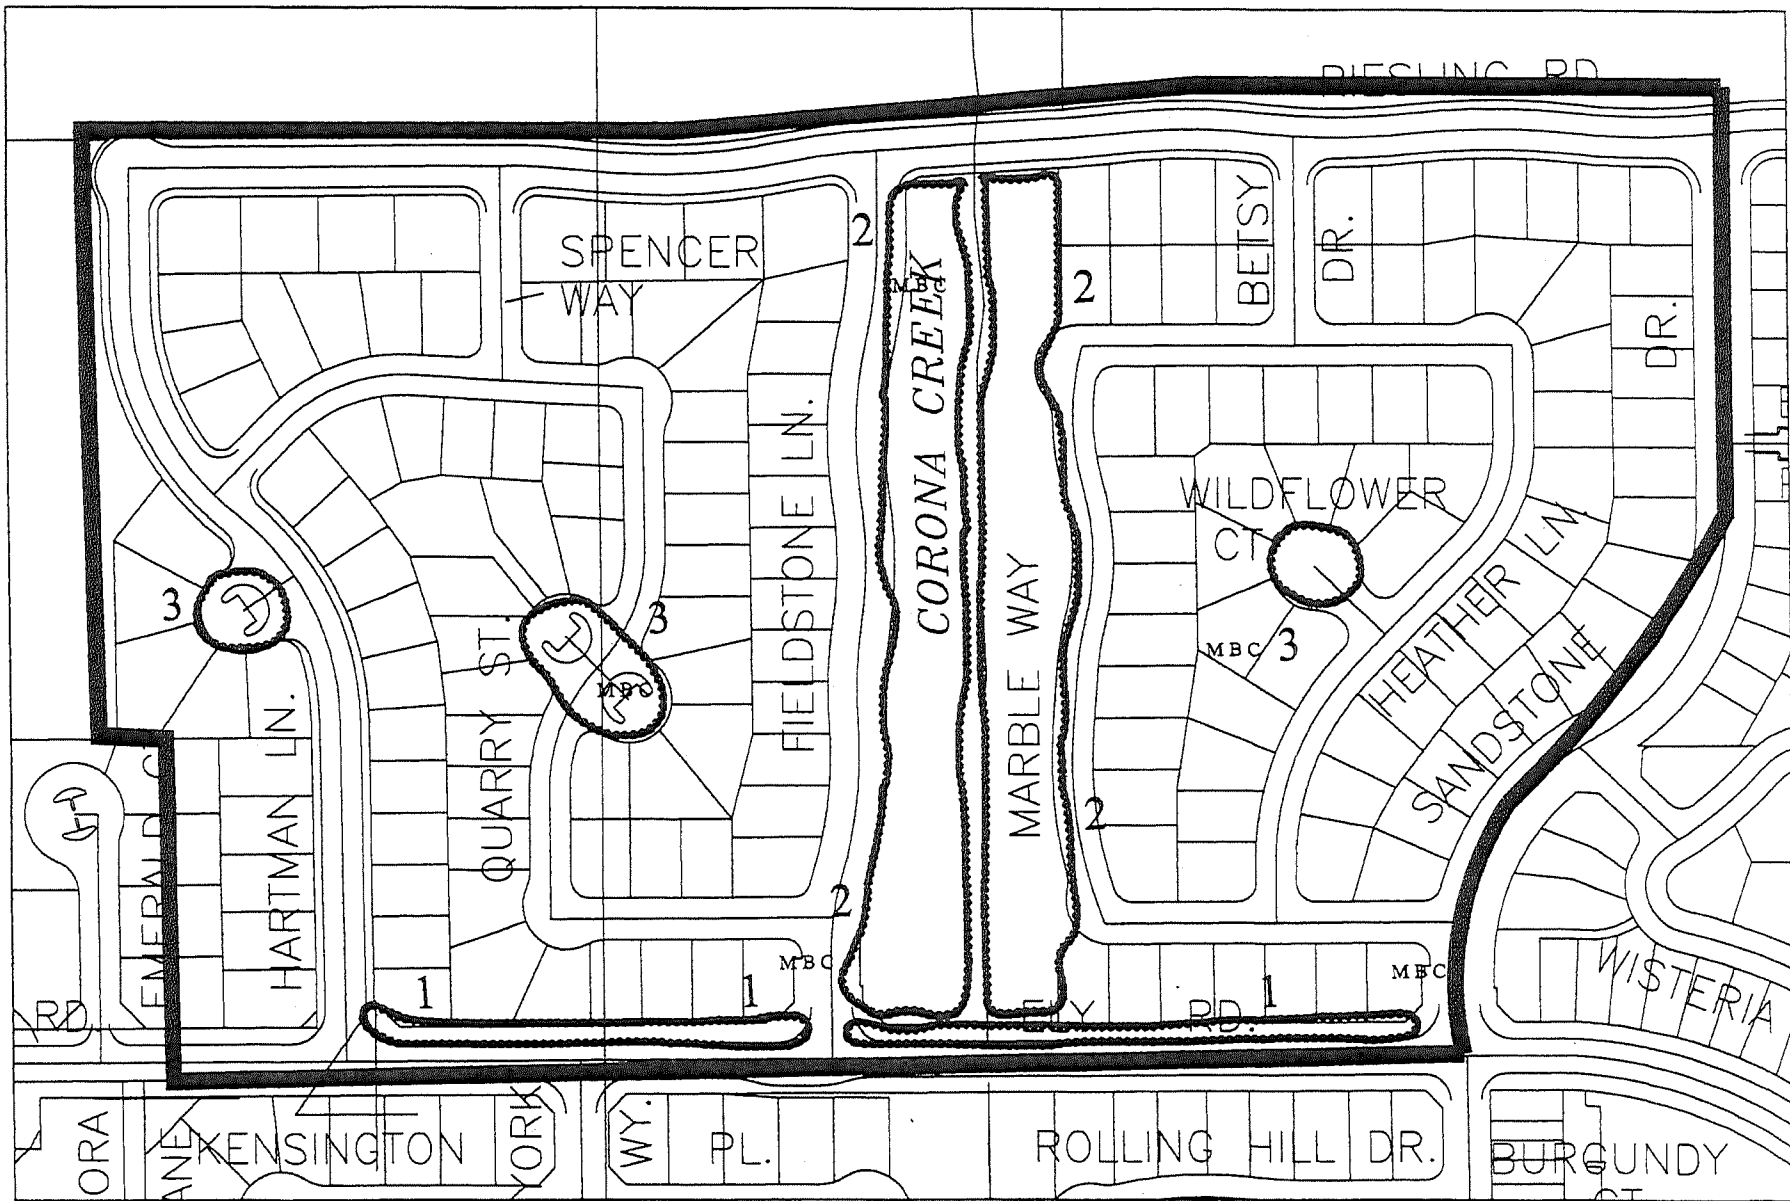 RIESLING RD
SPENCER
WAY
2
MBC
CORONA CREEK
2
BETSY
DR.
DR.
FIELDSTONE LN.
MARBLE WAY
WILDFLOWER
CT
3
3
MBC
QUARRY ST.
MBC 3
HEATHER LN.
SANDSTONE
HARTMAN LN.
EMERALD
2
2
MBC
MBC
WISTERIA
1
1
1
RD.
ELY RD.
KENSINGTON
YORK
WY.
PL.
ROLLING HILL DR.
BURGUNDY
CT
ORA
ANE